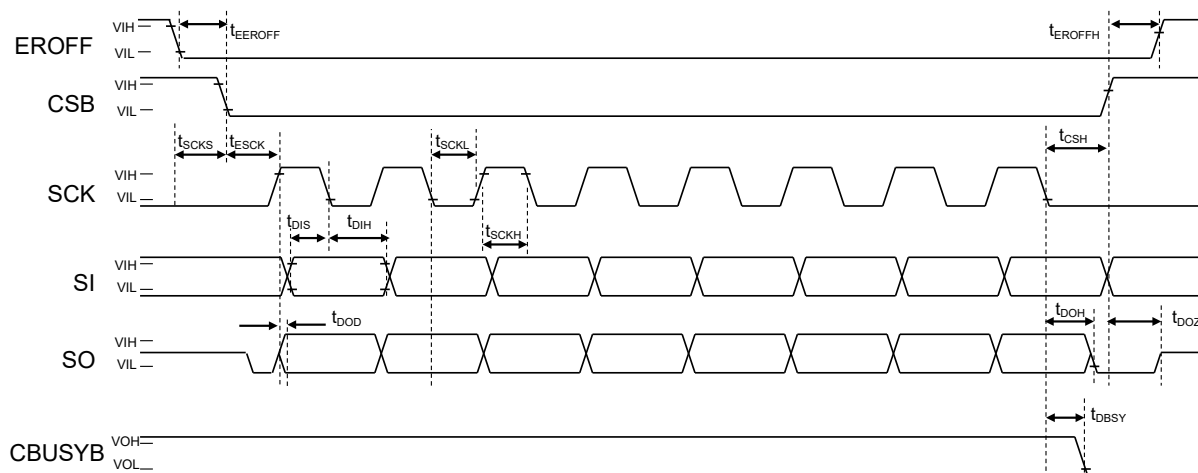 EROFF
VIH
VIL
tEEROFF
tEROFFH
CSB
VIH
VIL
tSCKS
tESCK
tSCKL
tCSH
SCK
VIH
VIL
tDIS
tDIH
tSCKH
SI
VIH
VIL
tDOD
tDOH
tDOZ
SO
VIH
VIL
tDBSY
CBUSYB
VOH
VOL